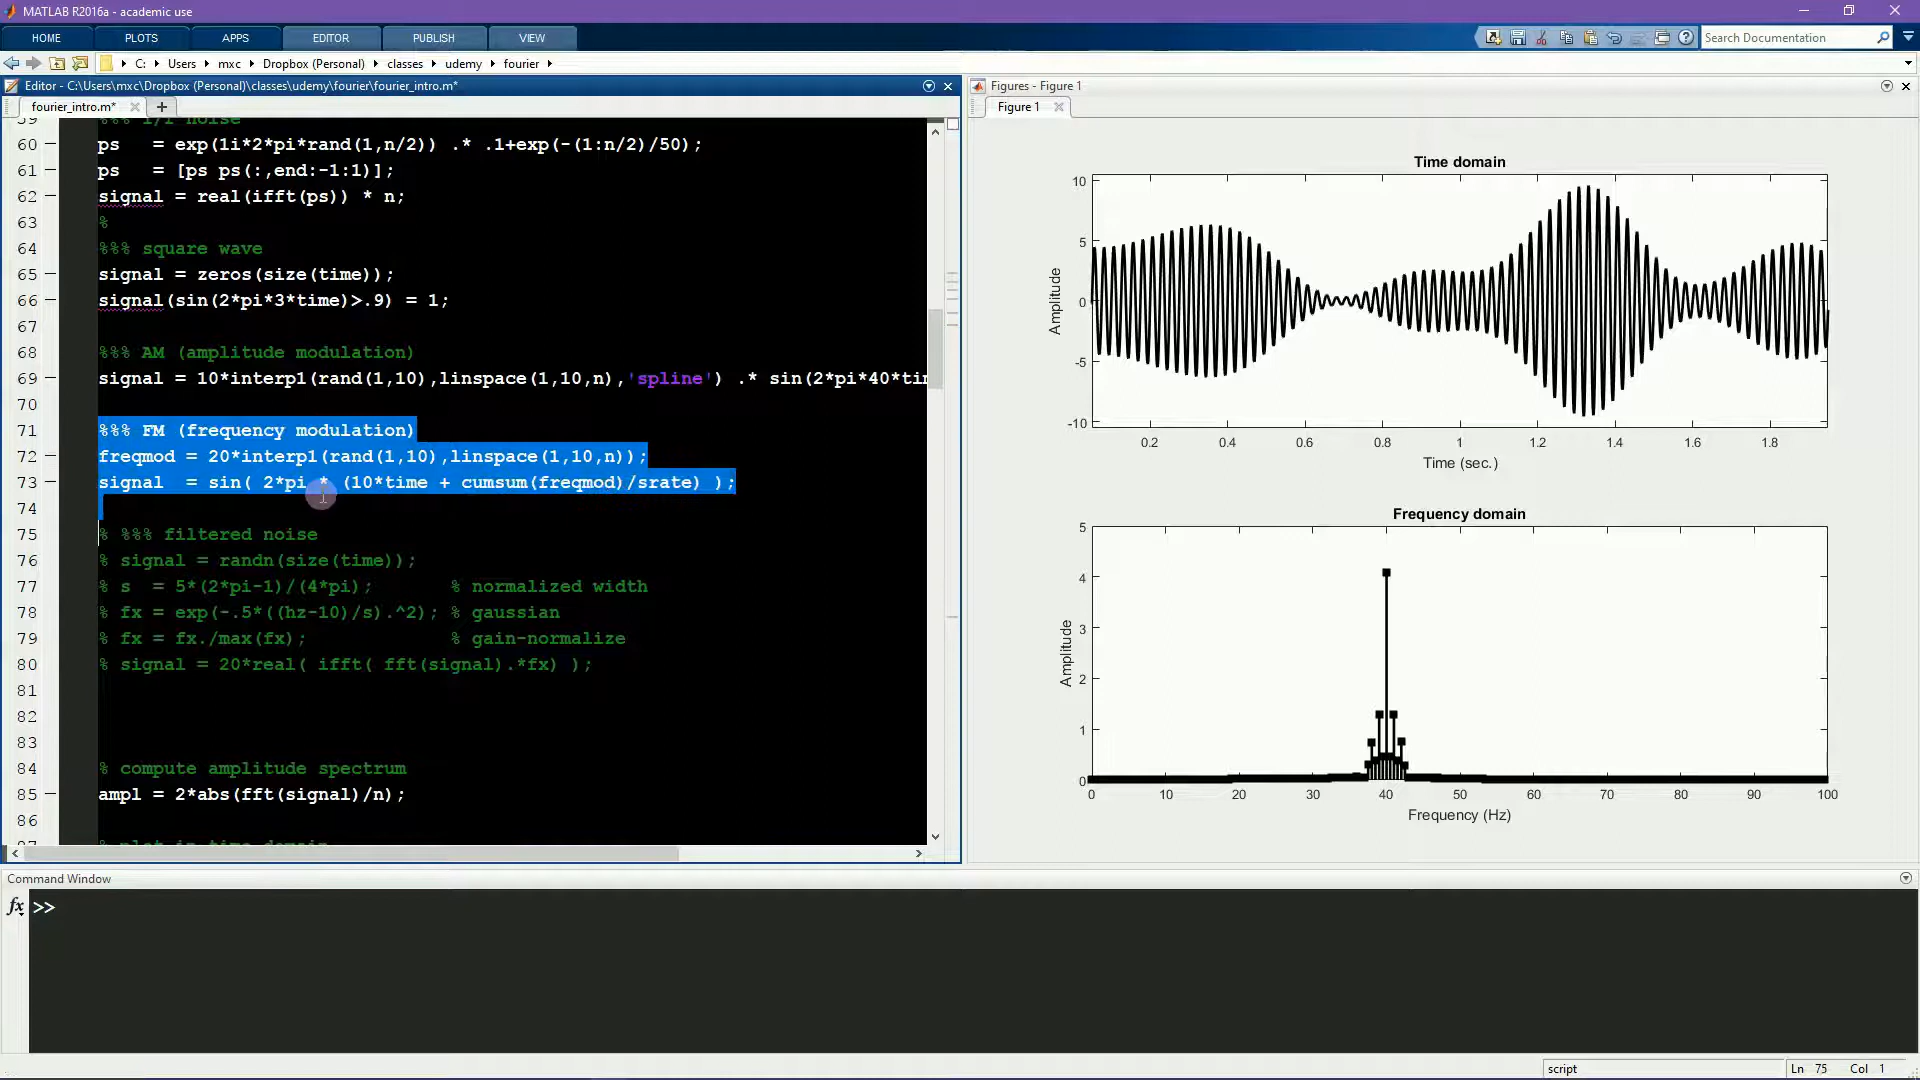 MATLAB R2016a - academic use
HOME PLOTS APPS EDITOR PUBLISH VIEW
Search Documentation
C: Users mxc Dropbox (Personal) classes udemy fourier
Editor - C:\Users\mxc\Dropbox (Personal)\classes\udemy\fourier\fourier_intro.m*
fourier_intro.m*
59 %%% 1/f noise
60 ps = exp(1i*2*pi*rand(1,n/2)) .* .1+exp(-(1:n/2)/50);
61 ps = [ps ps(:,end:-1:1)];
62 signal = real(ifft(ps)) * n;
63 %
64 %%% square wave
65 signal = zeros(size(time));
66 signal(sin(2*pi*3*time)>.9) = 1;
67
68 %%% AM (amplitude modulation)
69 signal = 10*interp1(rand(1,10),linspace(1,10,n),'spline') .* sin(2*pi*40*tim
70
71 %%% FM (frequency modulation)
72 freqmod = 20*interp1(rand(1,10),linspace(1,10,n));
73 signal = sin( 2*pi * (10*time + cumsum(freqmod)/srate) );
74
75 % %%% filtered noise
76 % signal = randn(size(time));
77 % s = 5*(2*pi-1)/(4*pi); % normalized width
78 % fx = exp(-.5*((hz-10)/s).^2); % gaussian
79 % fx = fx./max(fx); % gain-normalize
80 % signal = 20*real( ifft( fft(signal).*fx) );
81
82
83
84 % compute amplitude spectrum
85 ampl = 2*abs(fft(signal)/n);
86
87 % plot in time domain
Figures - Figure 1
Figure 1
Time domain
10
5
0
-5
-10
Amplitude
0.2 0.4 0.6 0.8 1 1.2 1.4 1.6 1.8
Time (sec.)
Frequency domain
5
4
3
2
1
0
Amplitude
0 10 20 30 40 50 60 70 80 90 100
Frequency (Hz)
Command Window
fx >>
script Ln 75 Col 1